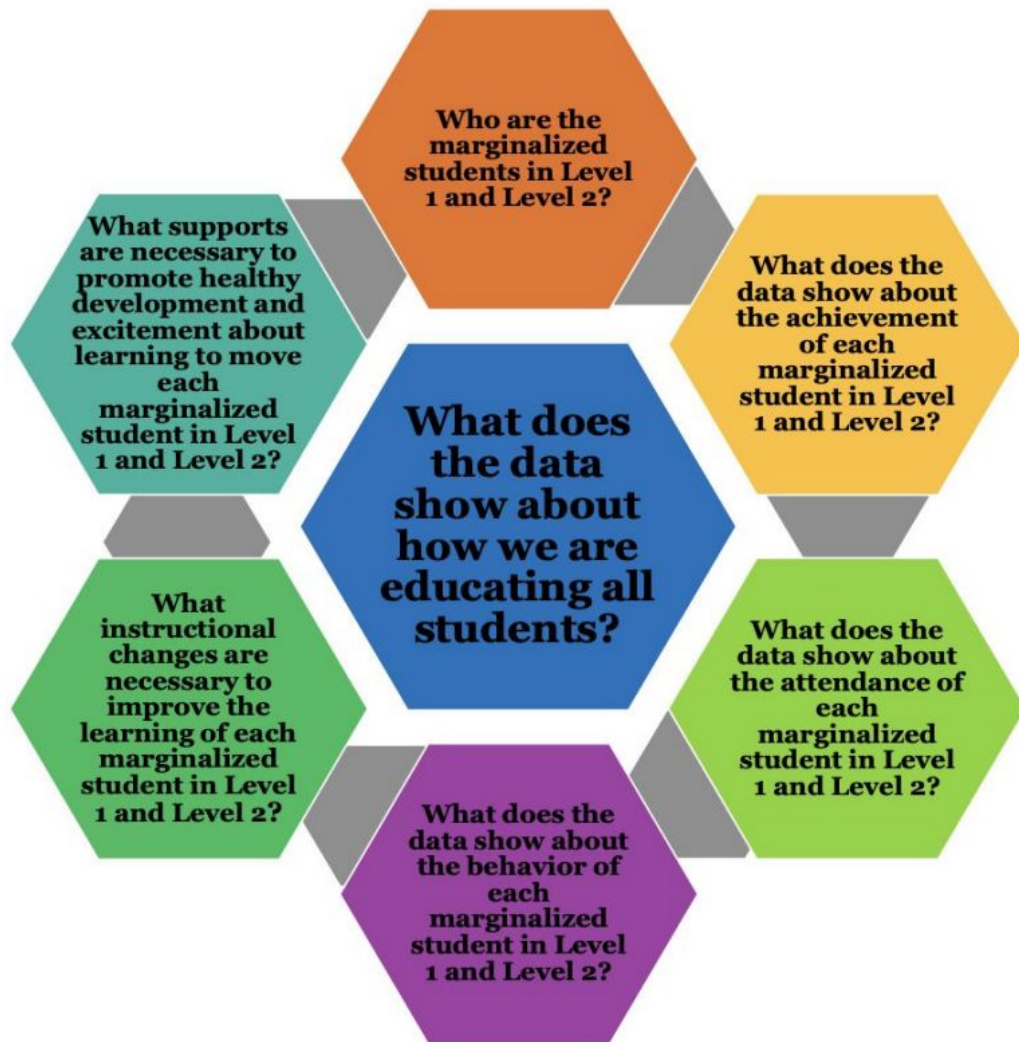 Who are the
marginalized
students in Level
1 and Level 2?
What does the
data show about
the achievement
of each
marginalized
student in Level
1 and Level 2?
What does the
data show about
the attendance of
each
marginalized
student in Level
1 and Level 2?
What does the
data show about
the behavior of
each
marginalized
student in Level
1 and Level 2?
What
instructional
changes are
necessary to
improve the
learning of each
marginalized
student in Level
1 and Level 2?
What supports
are necessary to
promote healthy
development and
excitement about
learning to move
each
marginalized
student in Level
1 and Level 2?
What does
the data
show about
how we are
educating all
students?